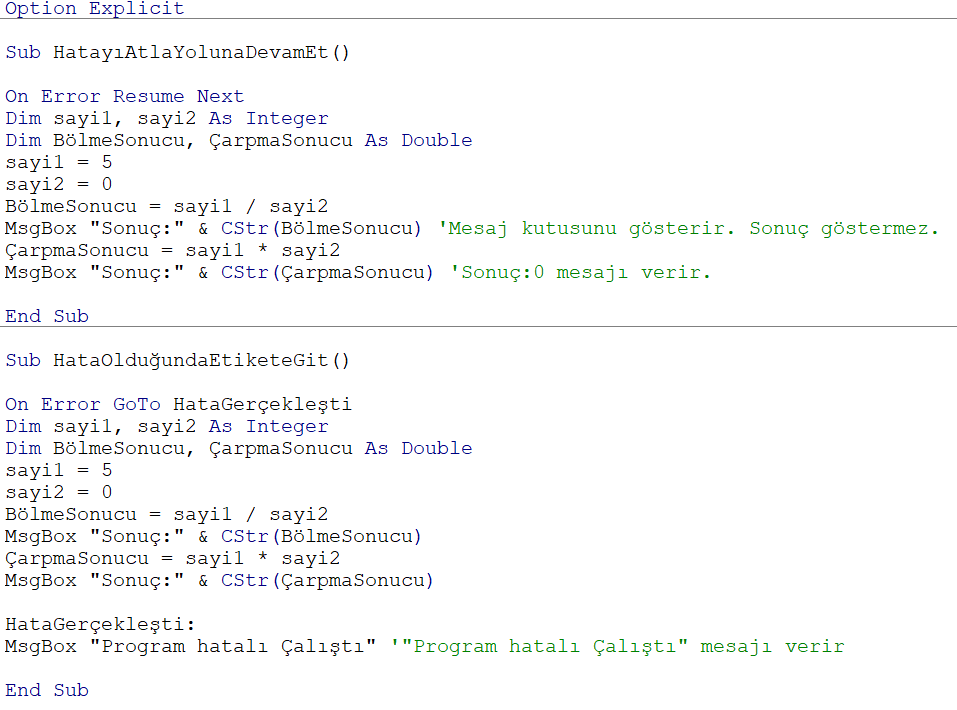 Option Explicit
Sub HatayıAtlaYolunaDevamEt()
On Error Resume Next
Dim sayi1, sayi2 As Integer
Dim BölmeSonucu, ÇarpmaSonucu As Double
sayi1 = 5
sayi2 = 0
BölmeSonucu = sayi1 / sayi2
MsgBox "Sonuç:" & CStr(BölmeSonucu) 'Mesaj kutusunu gösterir. Sonuç göstermez.
ÇarpmaSonucu = sayi1 * sayi2
MsgBox "Sonuç:" & CStr(ÇarpmaSonucu) 'Sonuç:0 mesajı verir.
End Sub
Sub HataOlduğundaEtiketeGit()
On Error GoTo HataGerçekleşti
Dim sayi1, sayi2 As Integer
Dim BölmeSonucu, ÇarpmaSonucu As Double
sayi1 = 5
sayi2 = 0
BölmeSonucu = sayi1 / sayi2
MsgBox "Sonuç:" & CStr(BölmeSonucu)
ÇarpmaSonucu = sayi1 * sayi2
MsgBox "Sonuç:" & CStr(ÇarpmaSonucu)
HataGerçekleşti:
MsgBox "Program hatalı Çalıştı" '"Program hatalı Çalıştı" mesajı verir
End Sub